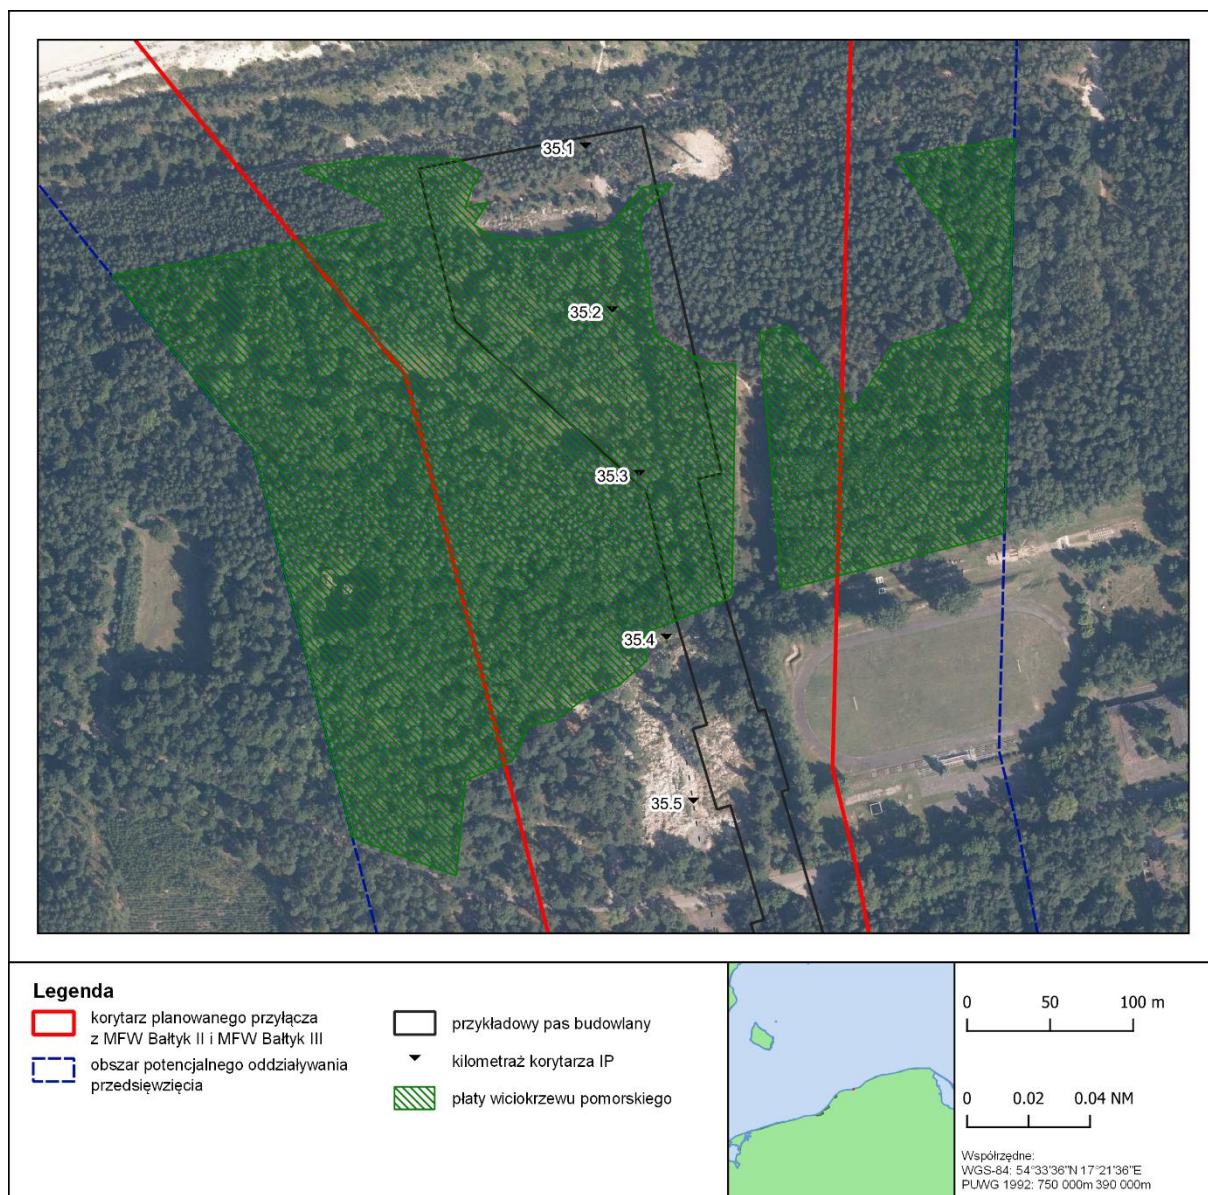 35.1
35.2
35.3
35.4
35.5
Legenda
korytarz planowanego przyłącza
z MFW Bałtyk II i MFW Bałtyk III
obszar potencjalnego oddziaływania
przedsięwzięcia
przykładowy pas budowlany
kilometraż korytarza IP
płaty wiciokrzewu pomorskiego
0 50 100 m
0 0.02 0.04 NM
Współrzędne:
WGS-84: 54°33'36"N 17°21'36"E
PUWG 1992: 750 000m 390 000m